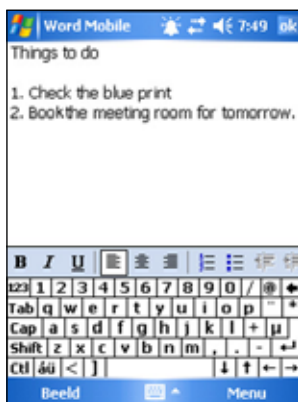 Word Mobile 7:49 ok
Things to do
1. Check the blue print
2. Bookthe meeting room for tomorrow.
B I U
123 1 2 3 4 5 6 7 8 9 0 / @
Tab q w e r t y u i o p ¨ *
Cap a s d f g h j k l + µ
Shift z x c v b n m , . -
Ctl áü < ]
Beeld Menu